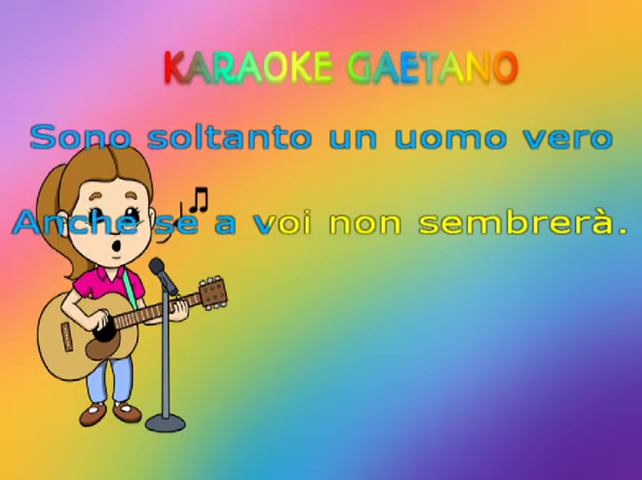 KARAOKE GAETANO
Sono soltanto un uomo vero
Anche se a voi non sembrerà.